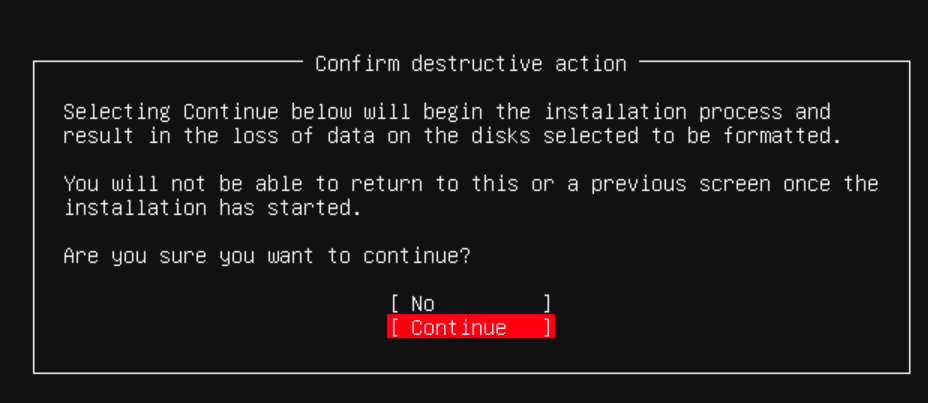 Confirm destructive action
Selecting Continue below will begin the installation process and
result in the loss of data on the disks selected to be formatted.
You will not be able to return to this or a previous screen once the
installation has started.
Are you sure you want to continue?
[ No ]
[ Continue ]